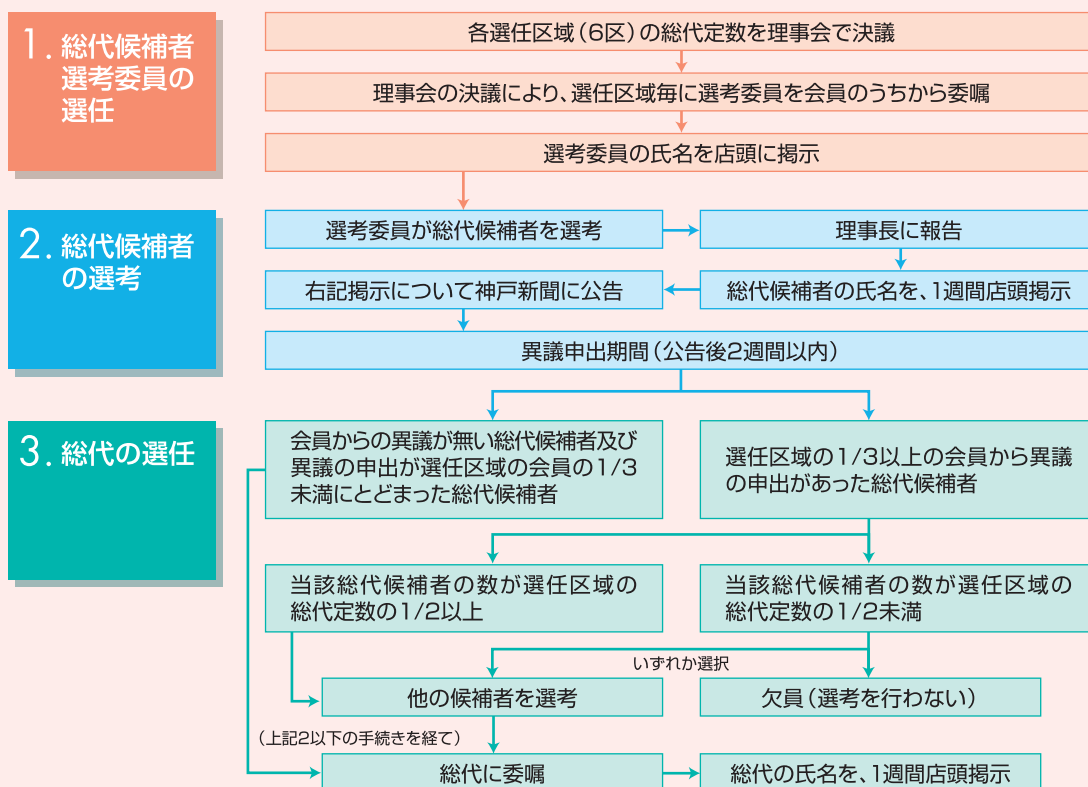 1. 総代候補者
選考委員の
選任
各選任区域(6区)の総代定数を理事会で決議
理事会の決議により、選任区域毎に選考委員を会員のうちから委嘱
選考委員の氏名を店頭に掲示
2. 総代候補者
の選考
選考委員が総代候補者を選考
理事長に報告
右記掲示について神戸新聞に公告
総代候補者の氏名を、1週間店頭掲示
異議申出期間(公告後2週間以内)
3. 総代の選任
会員からの異議が無い総代候補者及び
異議の申出が選任区域の会員の1/3
未満にとどまった総代候補者
選任区域の1/3以上の会員から異議
の申出があった総代候補者
当該総代候補者の数が選任区域の
総代定数の1/2以上
当該総代候補者の数が選任区域の
総代定数の1/2未満
いずれか選択
他の候補者を選考
欠員(選考を行わない)
(上記2以下の手続きを経て)
総代に委嘱
総代の氏名を、1週間店頭掲示